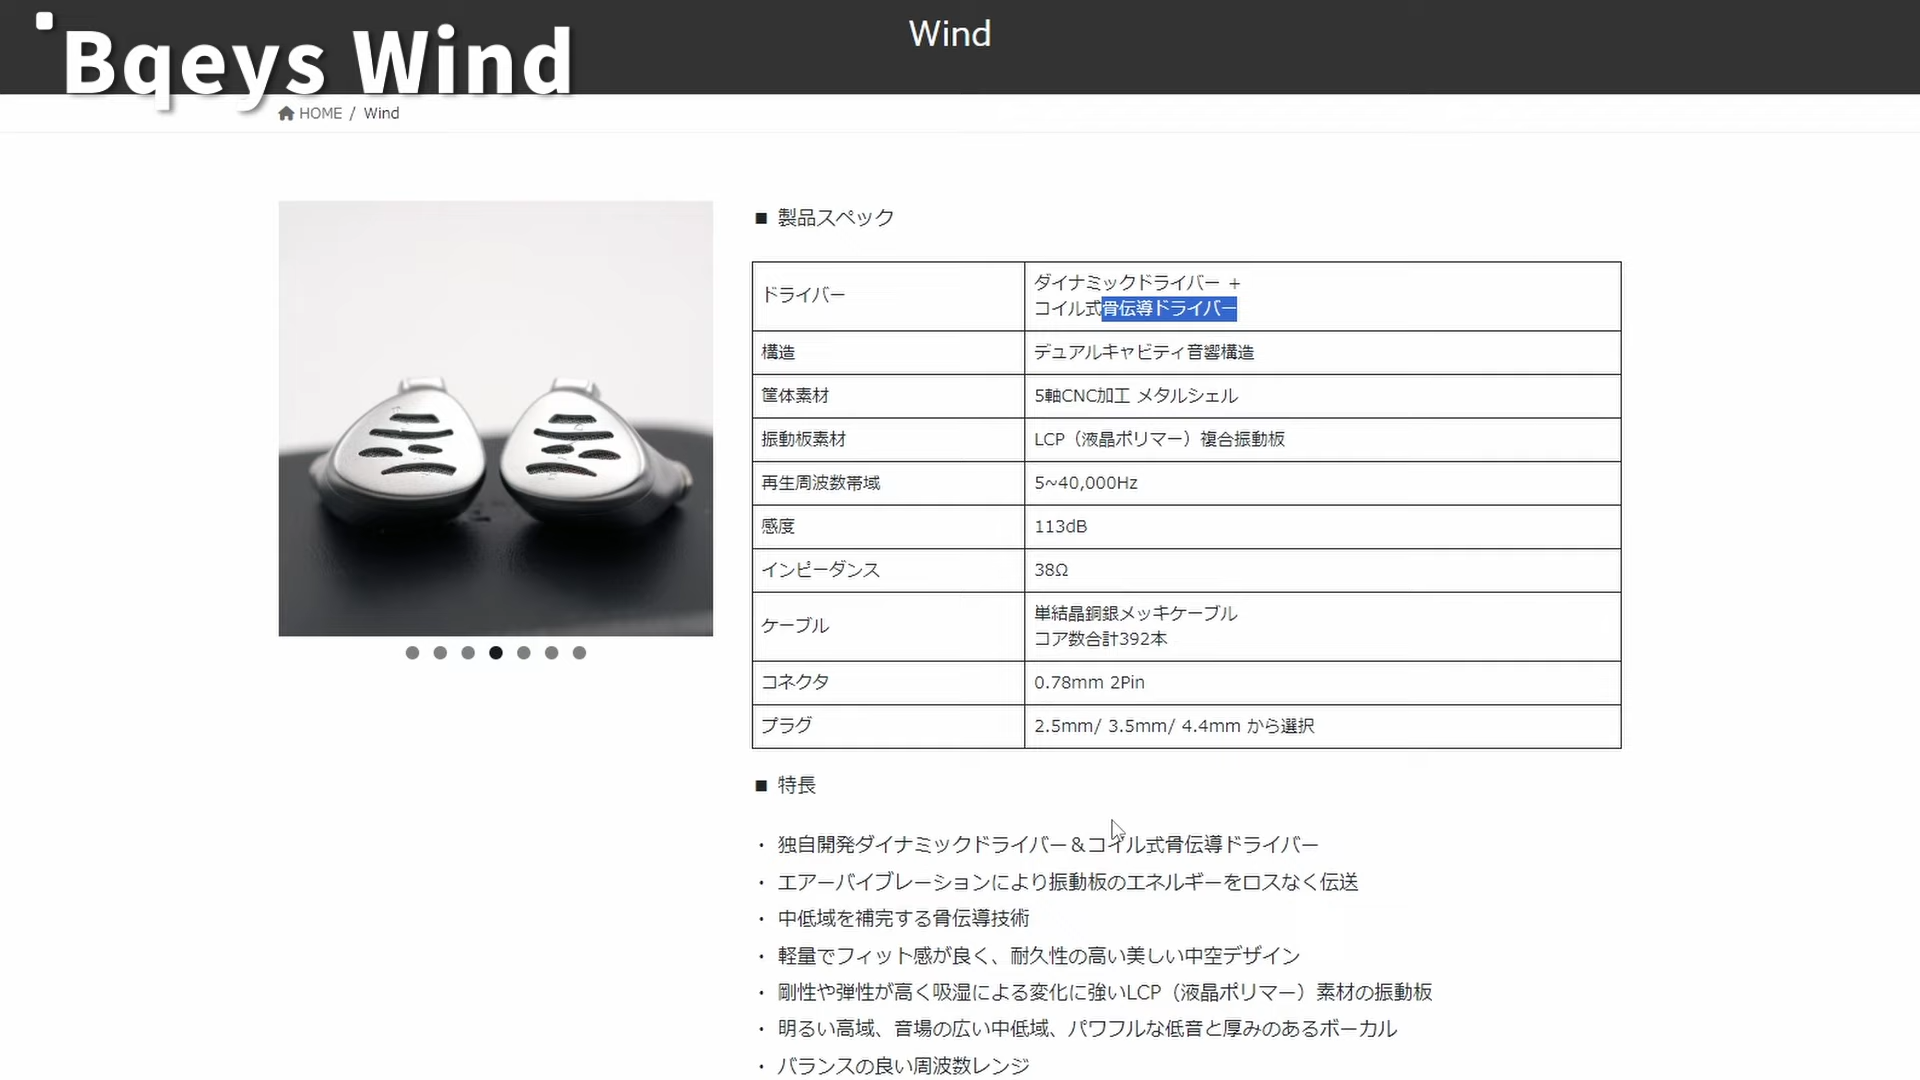 Bqeys Wind
Wind
HOME / Wind
■ 製品スペック
ドライバー
ダイナミックドライバー +
コイル式骨伝導ドライバー
構造
デュアルキャビティ音響構造
筐体素材
5軸CNC加工 メタルシェル
振動板素材
LCP（液晶ポリマー）複合振動板
再生周波数帯域
5~40,000Hz
感度
113dB
インピーダンス
38Ω
ケーブル
単結晶銅銀メッキケーブル
コア数合計392本
コネクタ
0.78mm 2Pin
プラグ
2.5mm/ 3.5mm/ 4.4mm から選択
■ 特長
・ 独自開発ダイナミックドライバー＆コイル式骨伝導ドライバー
・ エアーバイブレーションにより振動板のエネルギーをロスなく伝送
・ 中低域を補完する骨伝導技術
・ 軽量でフィット感が良く、耐久性の高い美しい中空デザイン
・ 剛性や弾性が高く吸湿による変化に強いLCP（液晶ポリマー）素材の振動板
・ 明るい高域、音場の広い中低域、パワフルな低音と厚みのあるボーカル
・ バランスの良い周波数レンジ